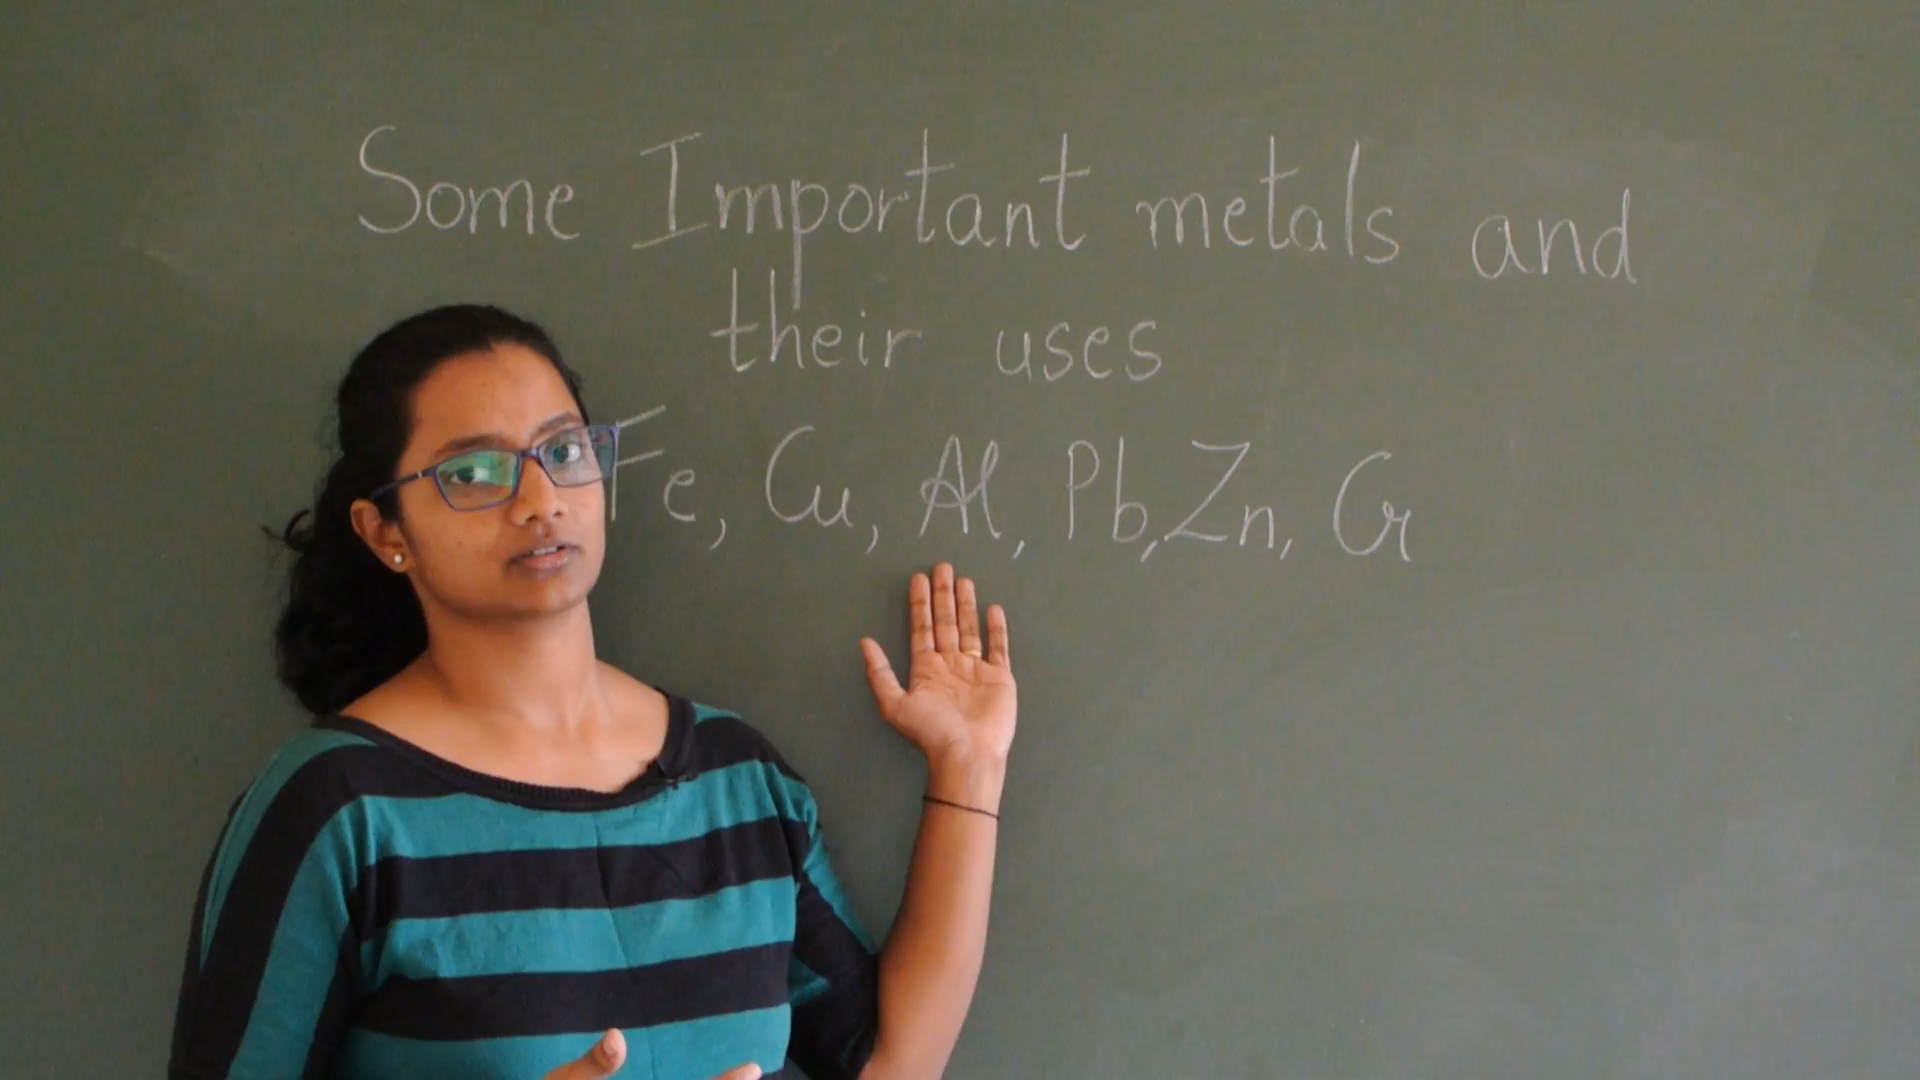 Some Important metals and
their uses
Fe, Cu, Al, Pb, Zn, Cr